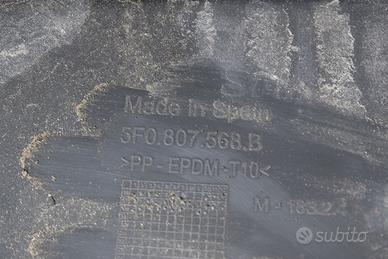 Made in Spain
5F0.807.568.B
>PP-EPDM-T10<
subito